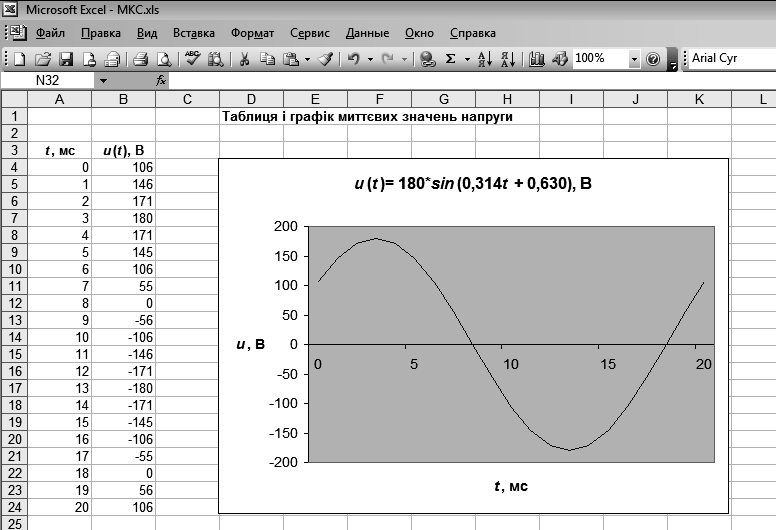 Microsoft Excel - МКС.xls
Файл Правка Вид Вставка Формат Сервис Данные Окно Справка
Σ 100% Arial Cyr
N32 fx
A B C D E F G H I J K L
1 Таблиця і графік миттєвих значень напруги
2
3 t, мс u(t), В
4 0 106
5 1 146
6 2 171
7 3 180
8 4 171
9 5 145
10 6 106
11 7 55
12 8 0
13 9 -56
14 10 -106
15 11 -146
16 12 -171
17 13 -180
18 14 -171
19 15 -145
20 16 -106
21 17 -55
22 18 0
23 19 56
24 20 106
25
u(t)= 180*sin(0,314t + 0,630), В
200
150
100
50
u, В 0
-50
-100
-150
-200
0 5 10 15 20
t, мс